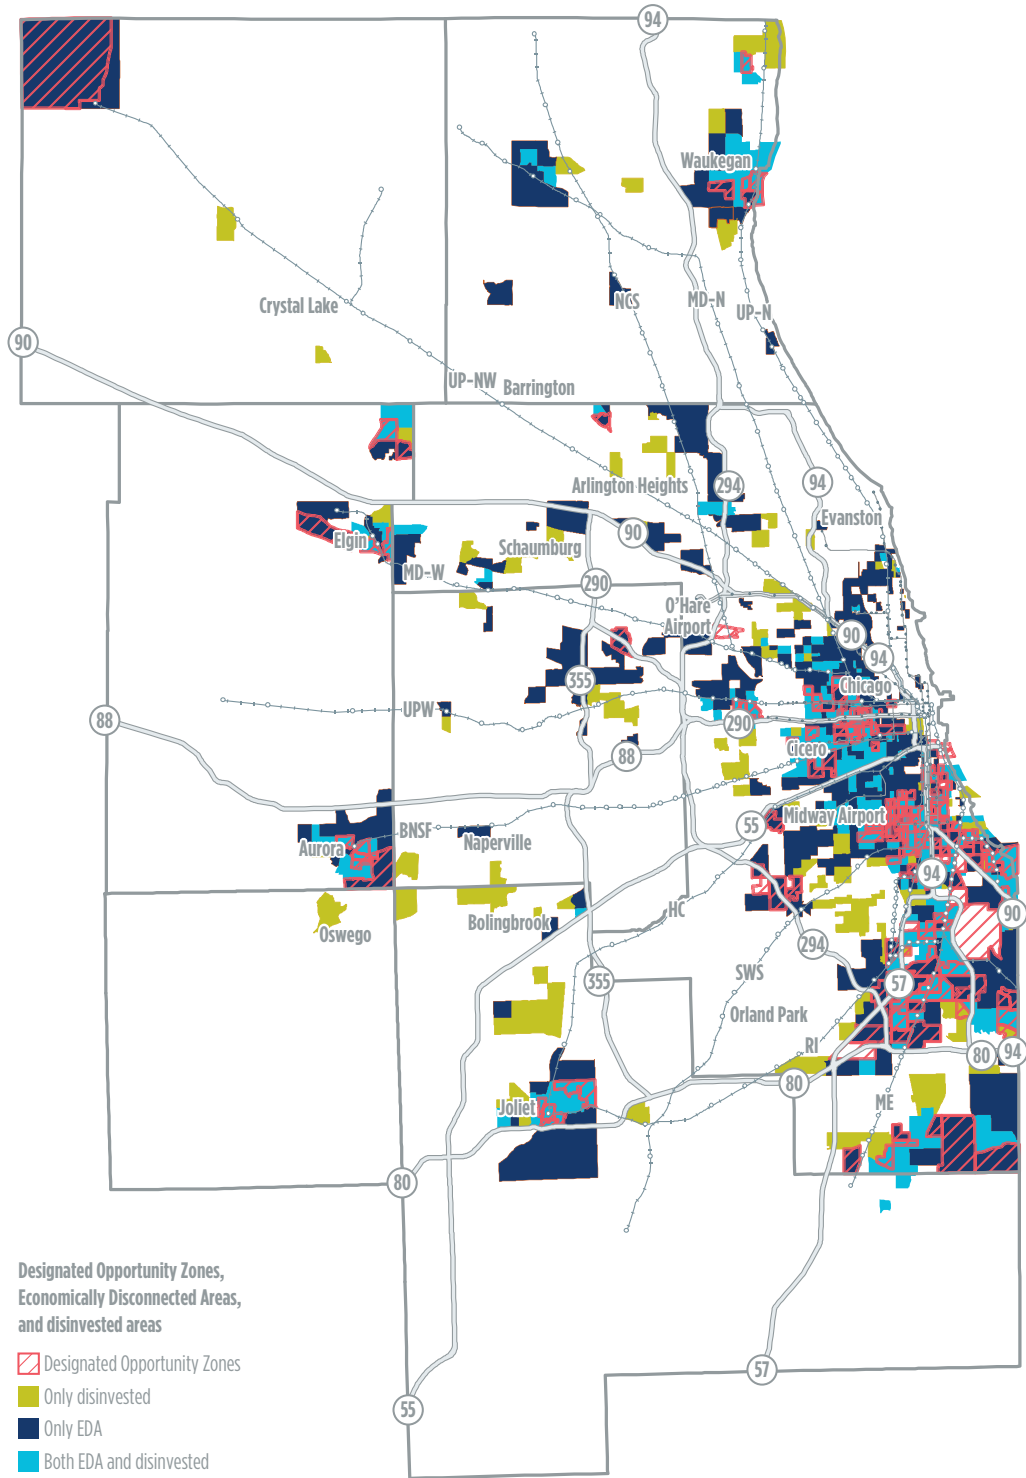 94
Waukegan
Crystal Lake
NCS
MD-N
UP-N
90
UP-NW
Barrington
Arlington Heights
294
94
Evanston
Elgin
Schaumburg
90
MD-W
290
O'Hare
Airport
90
94
355
Chicago
UPW
88
290
Cicero
88
55
Midway Airport
BNSF
Aurora
Naperville
94
HC
90
Bolingbrook
Oswego
294
SWS
355
57
Orland Park
RI
80
94
80
ME
Joliet
80
Designated Opportunity Zones,
Economically Disconnected Areas,
and disinvested areas
Designated Opportunity Zones
Only disinvested
Only EDA
Both EDA and disinvested
57
55